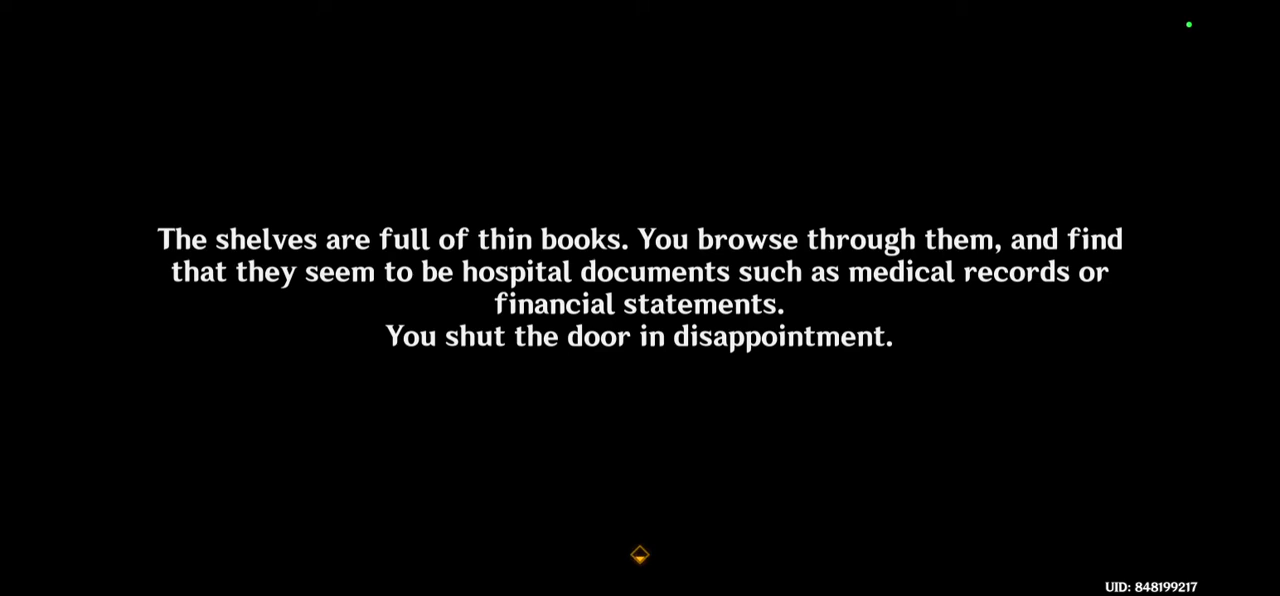 The shelves are full of thin books. You browse through them, and find
that they seem to be hospital documents such as medical records or
financial statements.
You shut the door in disappointment.
UID: 848199217